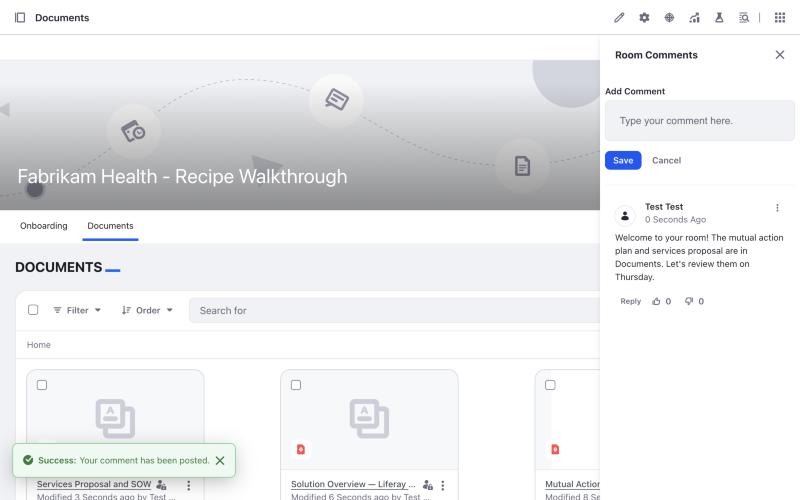 Documents
Fabrikam Health - Recipe Walkthrough
Onboarding
Documents
DOCUMENTS
Filter
Order
Search for
Home
Services Proposal and SOW
Modified 3 Seconds ago by Test ...
Solution Overview — Liferay ...
Modified 6 Seconds ago by Test ...
Mutual Action
Modified 8 Se
Success: Your comment has been posted.
Room Comments
Add Comment
Type your comment here.
Save
Cancel
Test Test
0 Seconds Ago
Welcome to your room! The mutual action
plan and services proposal are in
Documents. Let's review them on
Thursday.
Reply
0
0